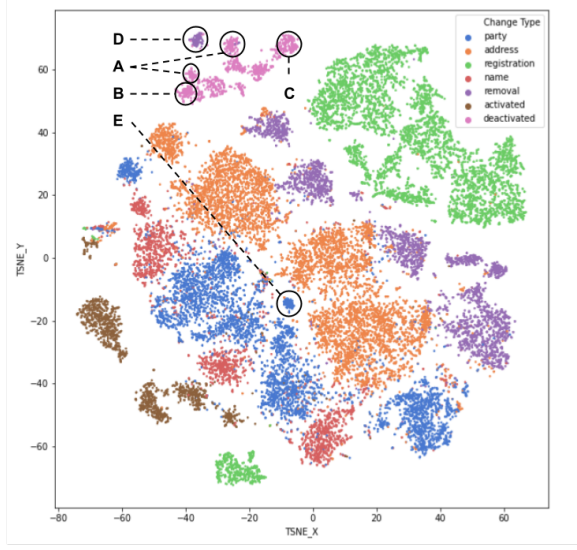 Change Type
party
address
registration
name
removal
activated
deactivated
D
A
B
C
E
60
40
20
0
−20
−40
−60
TSNE_Y
−80 −60 −40 −20 0 20 40 60
TSNE_X